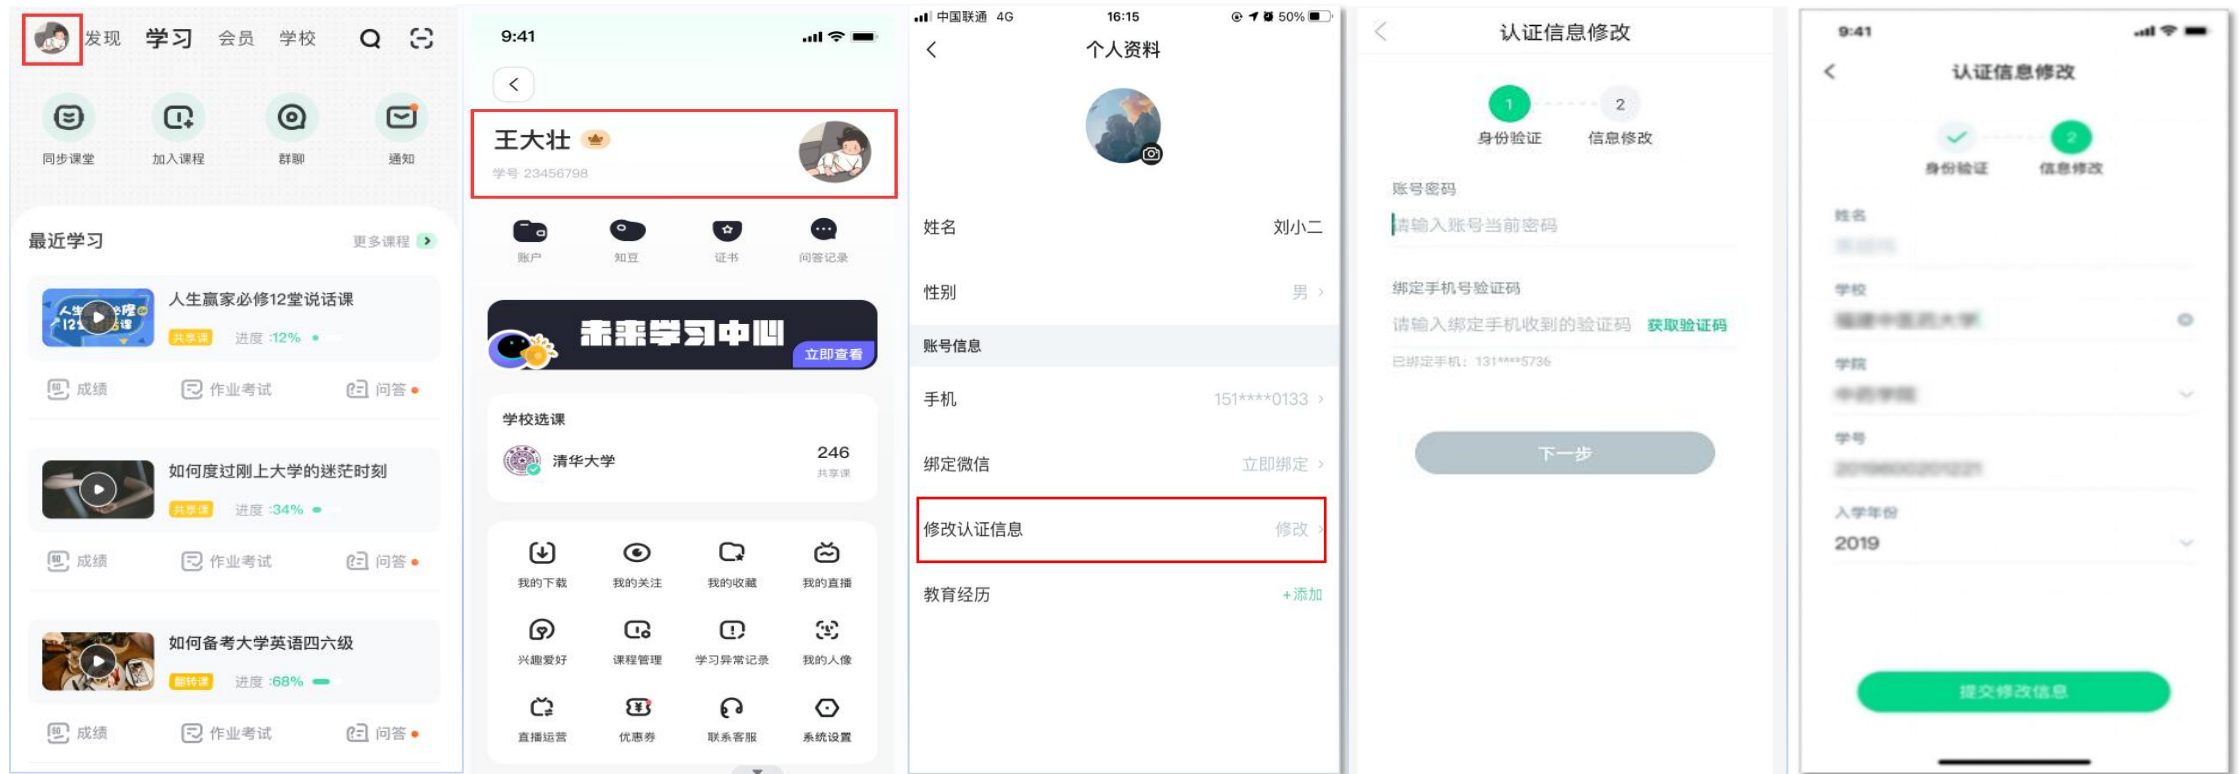 发现 学习 会员 学校
同步课堂 加入课程 群聊 通知
最近学习 更多课程
人生赢家必修12堂说话课
共享课 进度:12%
成绩 作业考试 问答
如何度过刚上大学的迷茫时刻
共享课 进度:34%
成绩 作业考试 问答
如何备考大学英语四六级
翻转课 进度:68%
成绩 作业考试 问答
9:41
王大壮
学号 23456798
账户 知豆 证书 问答记录
未来学习中心
立即查看
学校选课
清华大学 246
共享课
我的下载 我的关注 我的收藏 我的直播
兴趣爱好 课程管理 学习异常记录 我的人像
直播运营 优惠券 联系客服 系统设置
中国联通 4G 16:15 50%
个人资料
姓名 刘小二
性别 男
账号信息
手机 151****0133
绑定微信 立即绑定
修改认证信息 修改
教育经历 +添加
认证信息修改
1 2
身份验证 信息修改
账号密码
请输入账号当前密码
绑定手机号验证码
请输入绑定手机收到的验证码 获取验证码
已绑定手机：131****5736
下一步
9:41
认证信息修改
2
身份验证 信息修改
姓名
学校
福建中医药大学
学院
中药学院
学号
入学年份
2019
提交修改信息